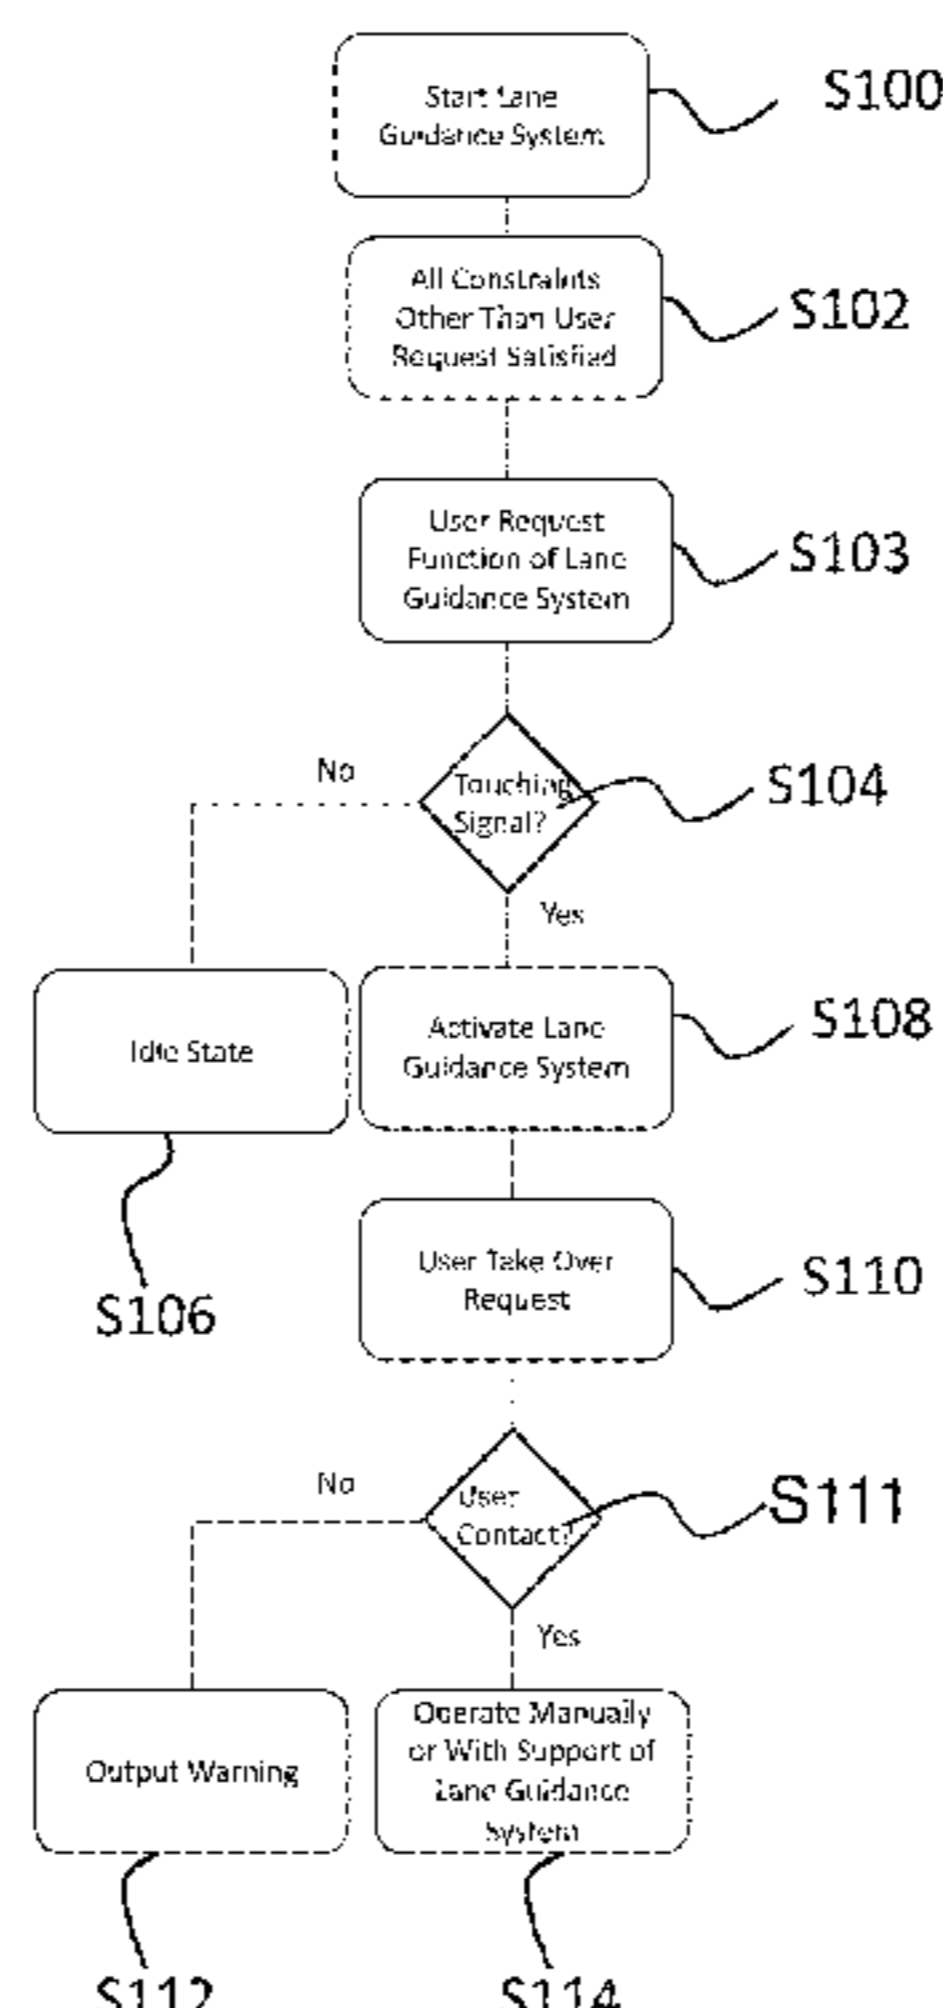 Start Lane
Guidance System
S100
All Constraints
Other Than User
Request Satisfied
S102
User Request
Function of Lane
Guidance System
S103
Touching
Signal?
S104
No
Yes
Idle State
S106
Activate Lane
Guidance System
S108
User Take Over
Request
S110
User
Contact?
S111
No
Yes
Output Warning
S112
Operate Manually
or With Support of
Lane Guidance
System
S114